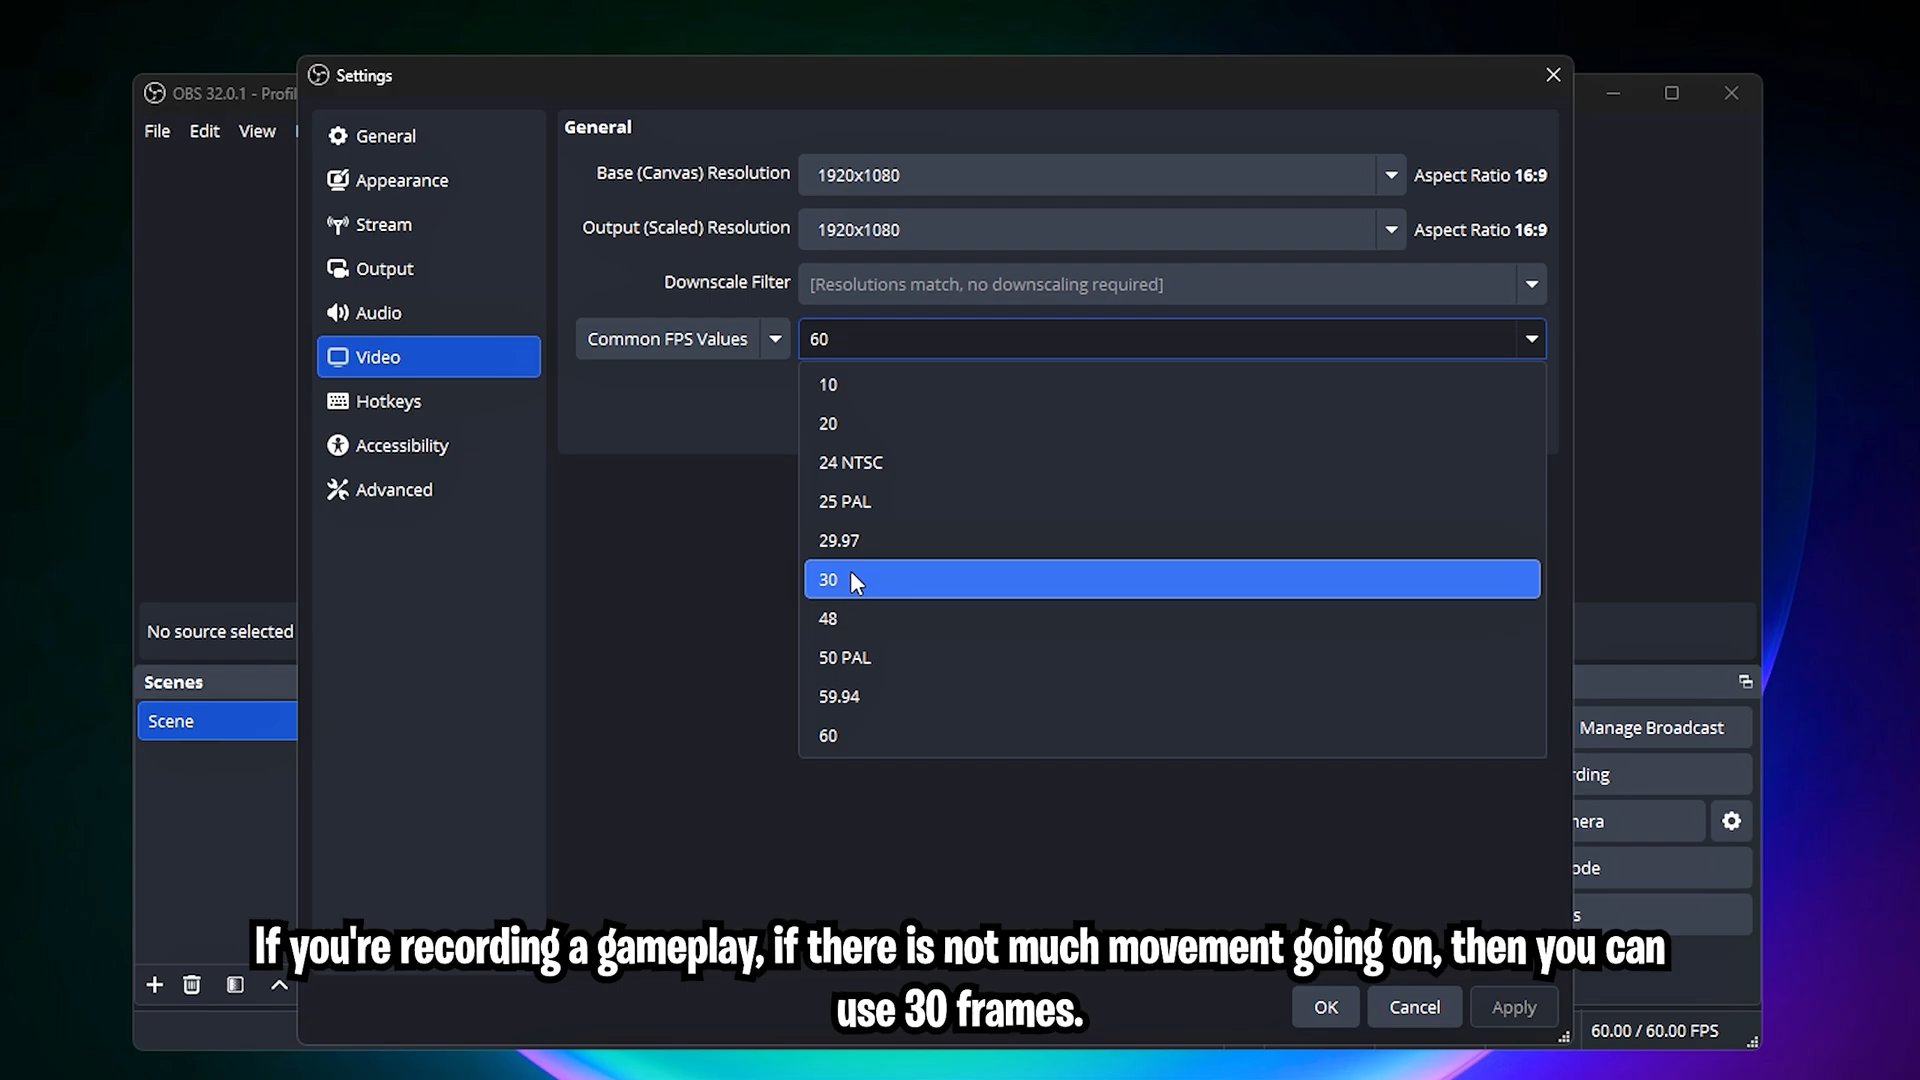 Settings
OBS 32.0.1 - Profil
File Edit View
General
Appearance
Stream
Output
Audio
Video
Hotkeys
Accessibility
Advanced
General
Base (Canvas) Resolution 1920x1080 Aspect Ratio 16:9
Output (Scaled) Resolution 1920x1080 Aspect Ratio 16:9
Downscale Filter [Resolutions match, no downscaling required]
Common FPS Values 60
10
20
24 NTSC
25 PAL
29.97
30
48
50 PAL
59.94
60
No source selected
Scenes
Scene
Manage Broadcast
rding
nera
ode
s
If you're recording a gameplay, if there is not much movement going on, then you can
use 30 frames.
OK Cancel Apply
60.00 / 60.00 FPS